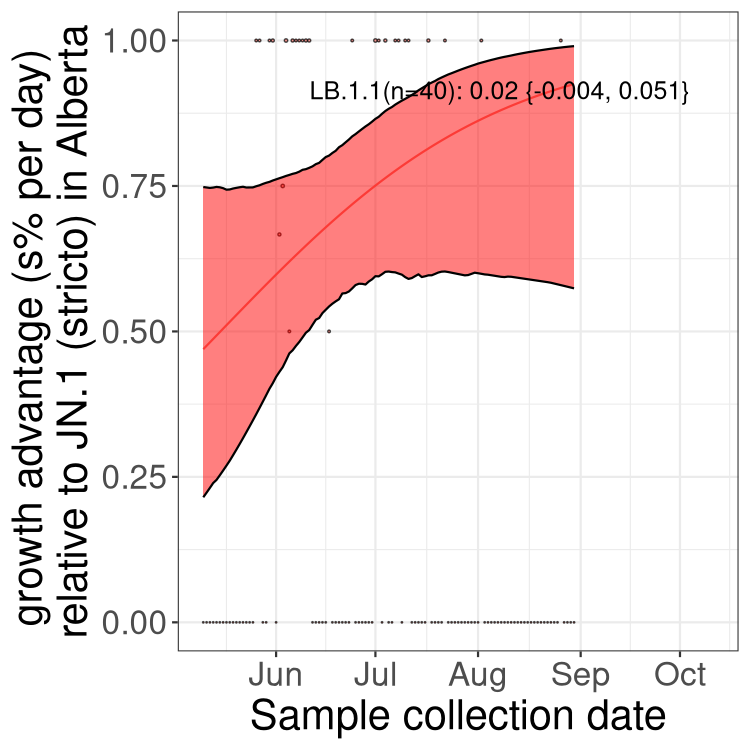 growth advantage (s% per day)
relative to JN.1 (stricto) in Alberta
1.00
0.75
0.50
0.25
0.00
LB.1.1(n=40): 0.02 {-0.004, 0.051}
Jun Jul Aug Sep Oct
Sample collection date